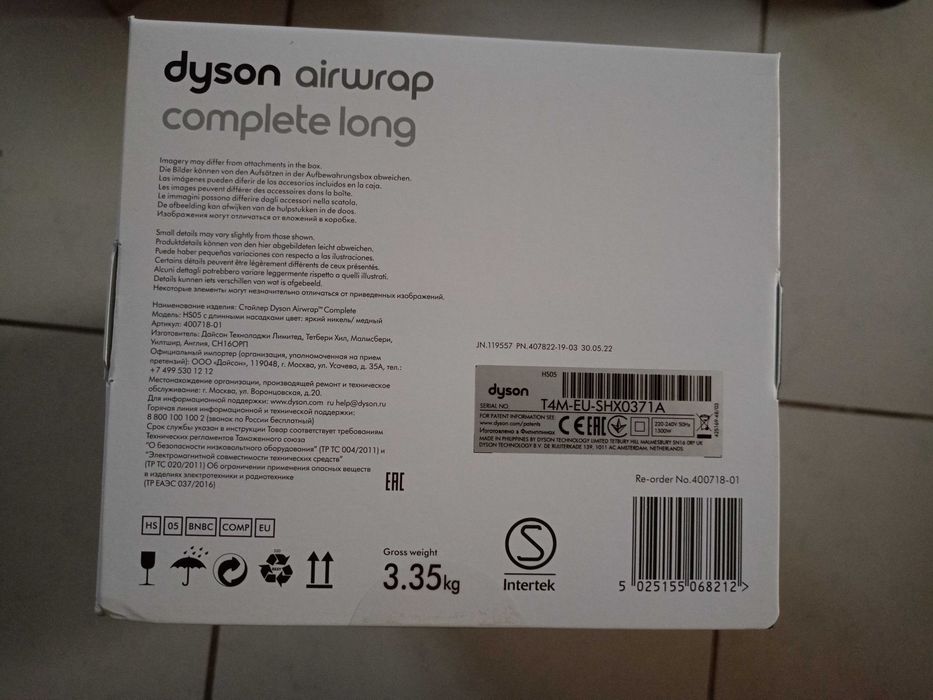 dyson airwrap
complete long
Imagery may differ from attachments in the box.
Die Bilder können von den Aufsätzen in der Aufbewahrungsbox abweichen.
Las imágenes pueden diferir de los accesorios incluidos en la caja.
Les images peuvent différer des accessoires dans la boîte.
Le immagini possono differire dagli accessori nella scatola.
De afbeelding kan afwijken van de hulpstukken in de doos.
Изображения могут отличаться от вложений в коробке.
Small details may vary slightly from those shown.
Produktdetails können von den hier abgebildeten leicht abweichen.
Puede haber pequeñas variaciones con respecto a las ilustraciones.
Certains détails peuvent être légèrement différents de ceux présentés.
Alcuni dettagli potrebbero variare leggermente rispetto a quelli illustrati.
Details kunnen iets verschillen van wat is afgebeeld.
Некоторые элементы могут незначительно отличаться от приведенных изображений.
Наименование изделия: Стайлер Dyson Airwrap™ Complete
Модель: HS05 с длинными насадками цвет: яркий никель/ медный
Артикул: 400718-01
Изготовитель: Дайсон Текнолоджи Лимитед, Тетбери Хил, Малмсбери,
Уилтшир, Англия, СН16ОРП
Официальный импортер (организация, уполномоченная на прием
претензий): ООО «Дайсон», 119048, г. Москва, ул. Усачева, д. 35А, тел.:
+7 499 530 12 12
Местонахождение организации, производящей ремонт и техническое
обслуживание: г. Москва, ул. Воронцовская, д.20.
Для информационной поддержки: www.dyson.com ru help@dyson.ru
Горячая линия информационной и технической поддержки:
8 800 100 100 2 (звонок по России бесплатный)
Срок службы указан в инструкции Товар соответствует требованиям
Технических регламентов Таможенного союза
"О безопасности низковольтного оборудования" (ТР ТС 004/2011) и
"Электромагнитной совместимости технических средств"
(ТР ТС 020/2011) Об ограничении применения опасных веществ
в изделиях электротехники и радиотехнике
(ТР ЕАЭС 037/2016)
EAC
HS 05 BNBC COMP EU
Gross weight
3.35kg
S
Intertek
JN.119557 PN.407822-19-03 30.05.22
HS05
dyson
SERIAL NO: T4M-EU-SHX0371A
FOR PATENT INFORMATION SEE:
www.dyson.com/patents
Изготовлено в Филиппинах
CE EAC
220-240V 50Hz
1300W
MADE IN PHILIPPINES BY DYSON TECHNOLOGY LIMITED TETBURY HILL MALMESBURY SN16 0RP UK
DYSON TECHNOLOGY B.V. DE RUIJTERKADE 139, 1011 AC AMSTERDAM, NETHERLANDS.
Re-order No.400718-01
5 025155 068212 >